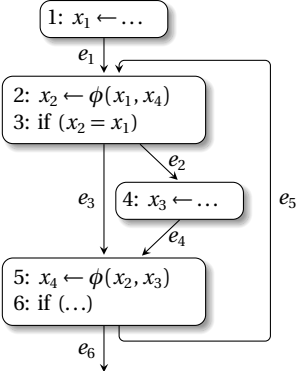 1: x₁ ← …
e₁
2: x₂ ← ϕ(x₁, x₄)
3: if (x₂ = x₁)
e₂
e₃
4: x₃ ← …
e₅
e₄
5: x₄ ← ϕ(x₂, x₃)
6: if (…)
e₆